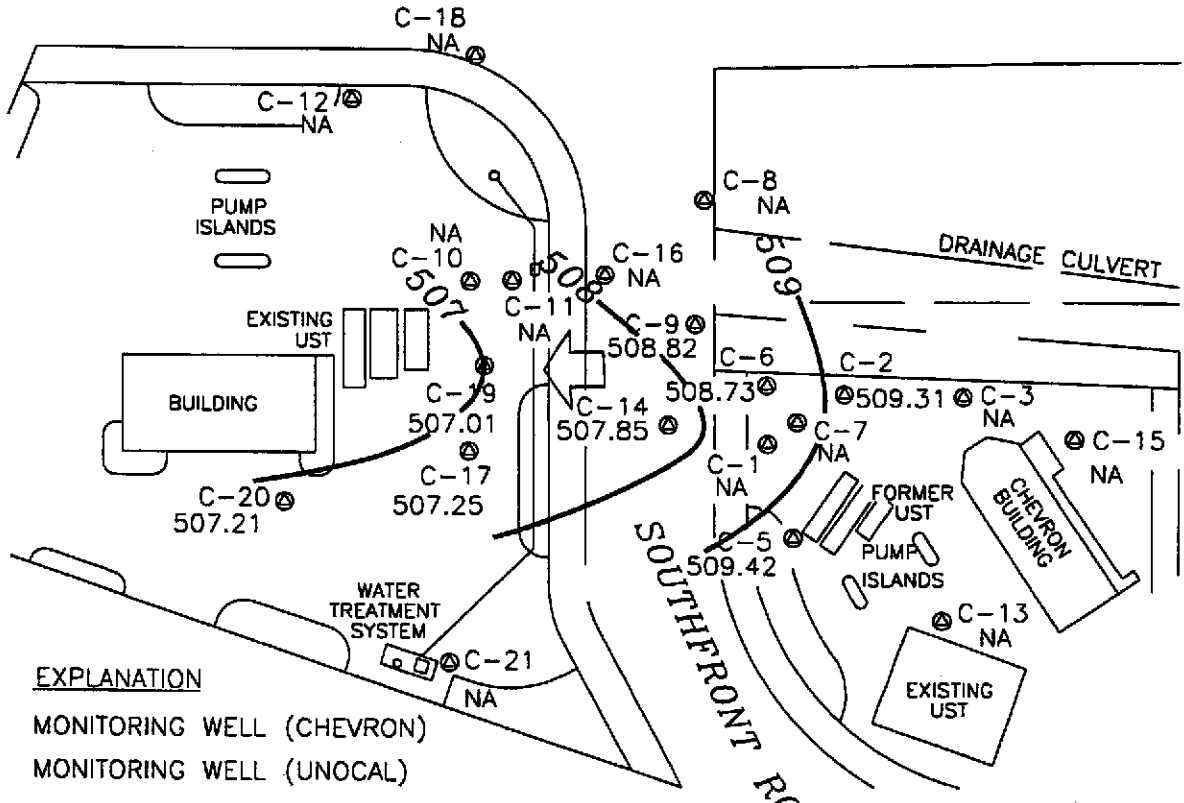 C-18
NA
C-12
NA
C-8
NA
PUMP
ISLANDS
NA
C-10
507
508
C-16
NA
509
DRAINAGE CULVERT
C-11
NA
EXISTING
UST
C-9
508.82
C-6
508.73
C-2
509.31
C-3
NA
C-19
507.01
BUILDING
C-14
507.85
C-7
NA
C-15
NA
C-17
507.25
C-1
NA
C-20
507.21
FORMER
UST
CHEVRON
BUILDING
C-5
509.42
PUMP
ISLANDS
SOUTHFRONT
WATER
TREATMENT
SYSTEM
C-13
NA
C-21
NA
EXISTING
UST
EXPLANATION
MONITORING WELL (CHEVRON)
MONITORING WELL (UNOCAL)